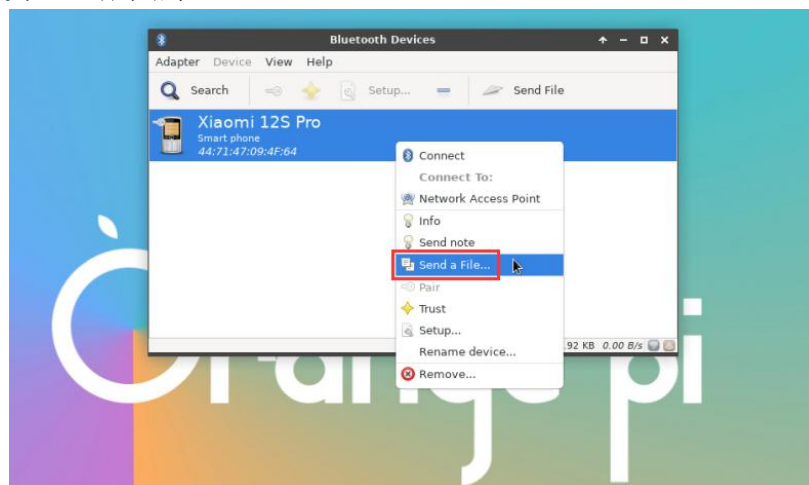 Bluetooth Devices
Adapter Device View Help
Search Setup... Send File
Xiaomi 12S Pro
Smart phone
44:71:47:09:4F:64
Connect
Connect To:
Network Access Point
Info
Send note
Send a File...
Pair
Trust
Setup...
Rename device...
Remove...
.92 KB 0.00 B/s
Orange pi